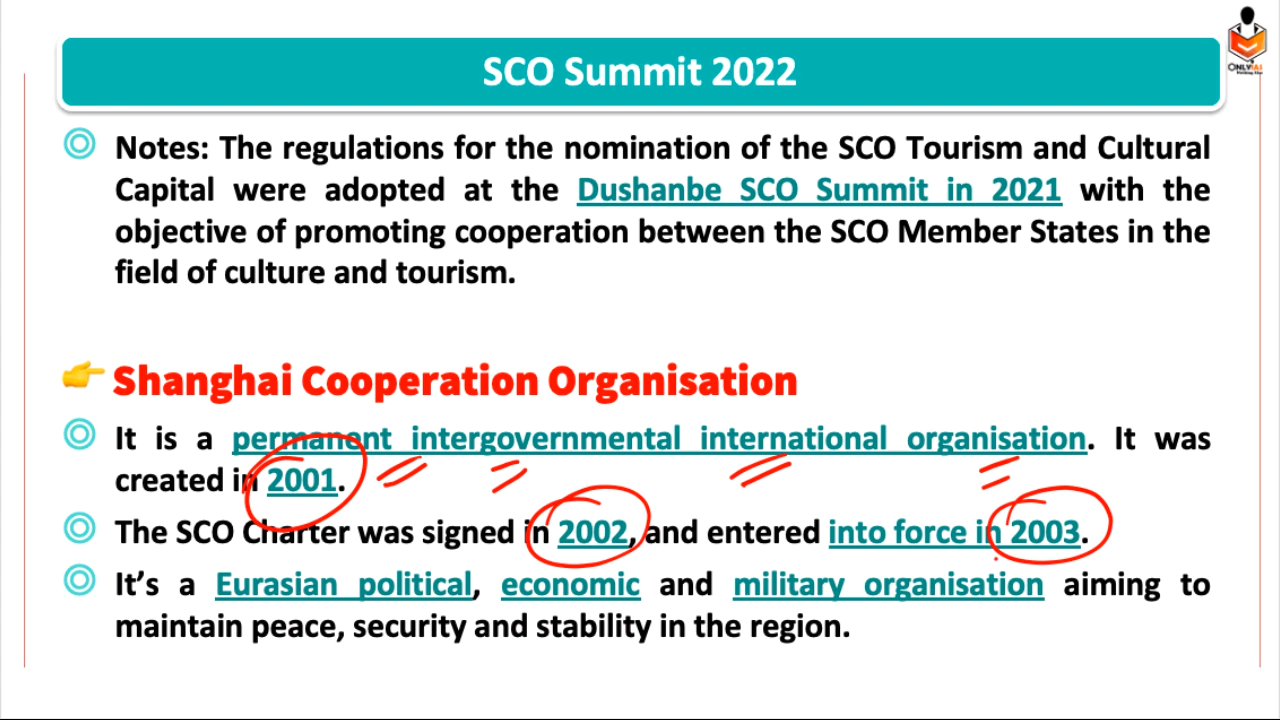 SCO Summit 2022
ONLYIAS
Notes: The regulations for the nomination of the SCO Tourism and Cultural
Capital were adopted at the Dushanbe SCO Summit in 2021 with the
objective of promoting cooperation between the SCO Member States in the
field of culture and tourism.
Shanghai Cooperation Organisation
It is a permanent intergovernmental international organisation. It was
created in 2001.
The SCO Charter was signed in 2002, and entered into force in 2003.
It’s a Eurasian political, economic and military organisation aiming to
maintain peace, security and stability in the region.